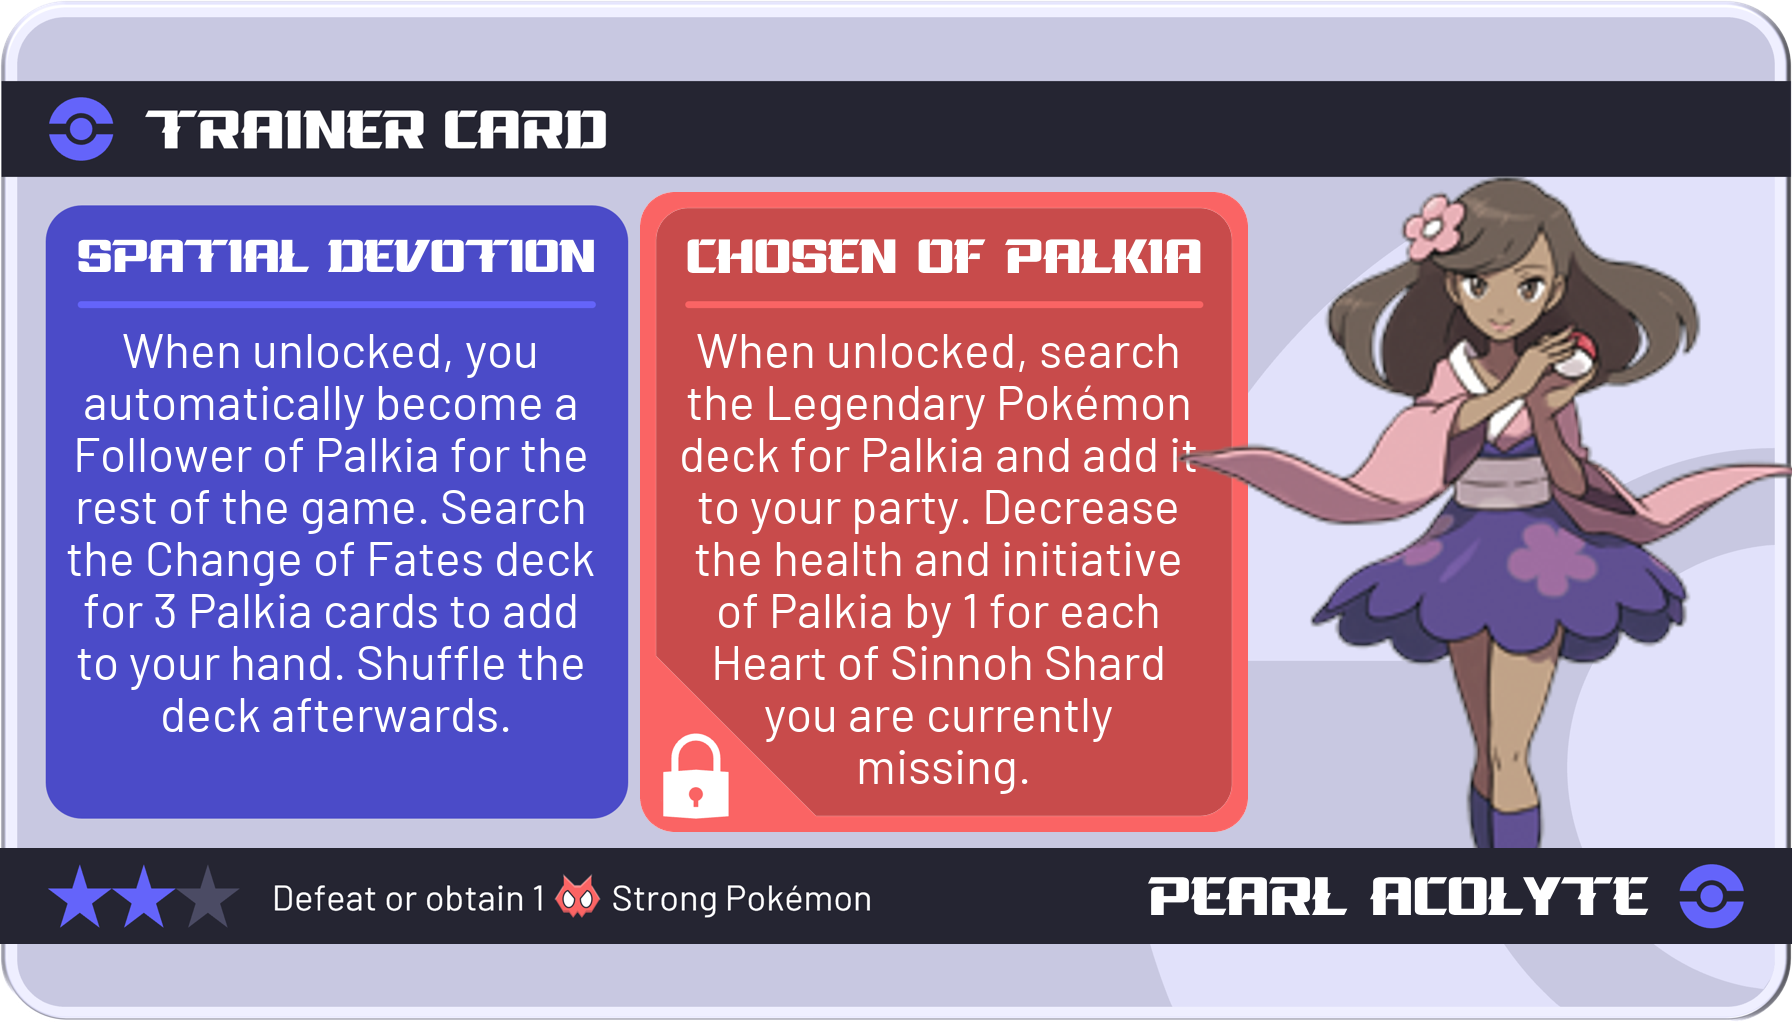 TRAINER CARD
SPATIAL DEVOTION
When unlocked, you
automatically become a
Follower of Palkia for the
rest of the game. Search
the Change of Fates deck
for 3 Palkia cards to add
to your hand. Shuffle the
deck afterwards.
CHOSEN OF PALKIA
When unlocked, search
the Legendary Pokémon
deck for Palkia and add it
to your party. Decrease
the health and initiative
of Palkia by 1 for each
Heart of Sinnoh Shard
you are currently
missing.
Defeat or obtain 1 Strong Pokémon
PEARL ACOLYTE